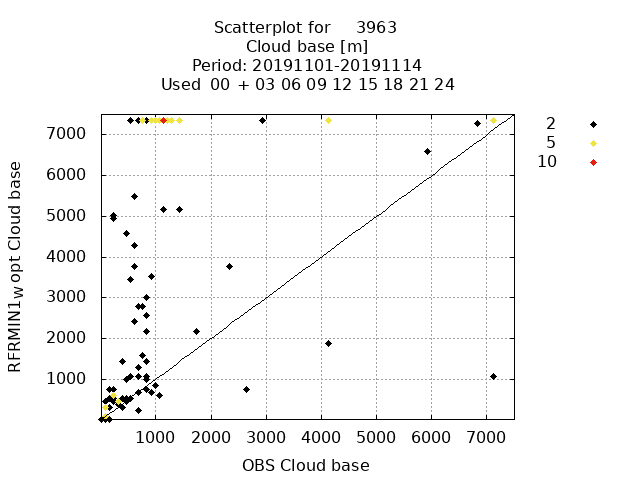 Scatterplot for 3963
Cloud base [m]
Period: 20191101-20191114
Used 00 + 03 06 09 12 15 18 21 24
2
5
10
7000
6000
5000
4000
3000
2000
1000
RFRMIN1W opt Cloud base
1000 2000 3000 4000 5000 6000 7000
OBS Cloud base